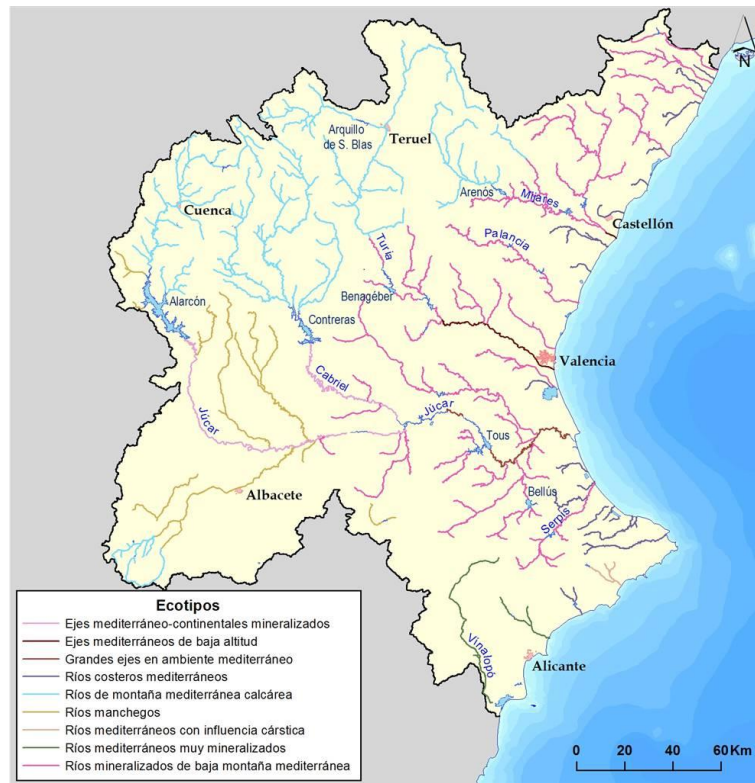 N
Arquillo
de S. Blas
Teruel
Arenós
Mijares
Cuenca
Castellón
Palancia
Turia
Alarcón
Benagéber
Contreras
Valencia
Cabriel
Júcar
Júcar
Tous
Albacete
Bellús
Serpis
Vinalopó
Alicante
Ecotipos
Ejes mediterráneo-continentales mineralizados
Ejes mediterráneos de baja altitud
Grandes ejes en ambiente mediterráneo
Ríos costeros mediterráneos
Ríos de montaña mediterránea calcárea
Ríos manchegos
Ríos mediterráneos con influencia cárstica
Ríos mediterráneos muy mineralizados
Ríos mineralizados de baja montaña mediterránea
0 20 40 60 Km